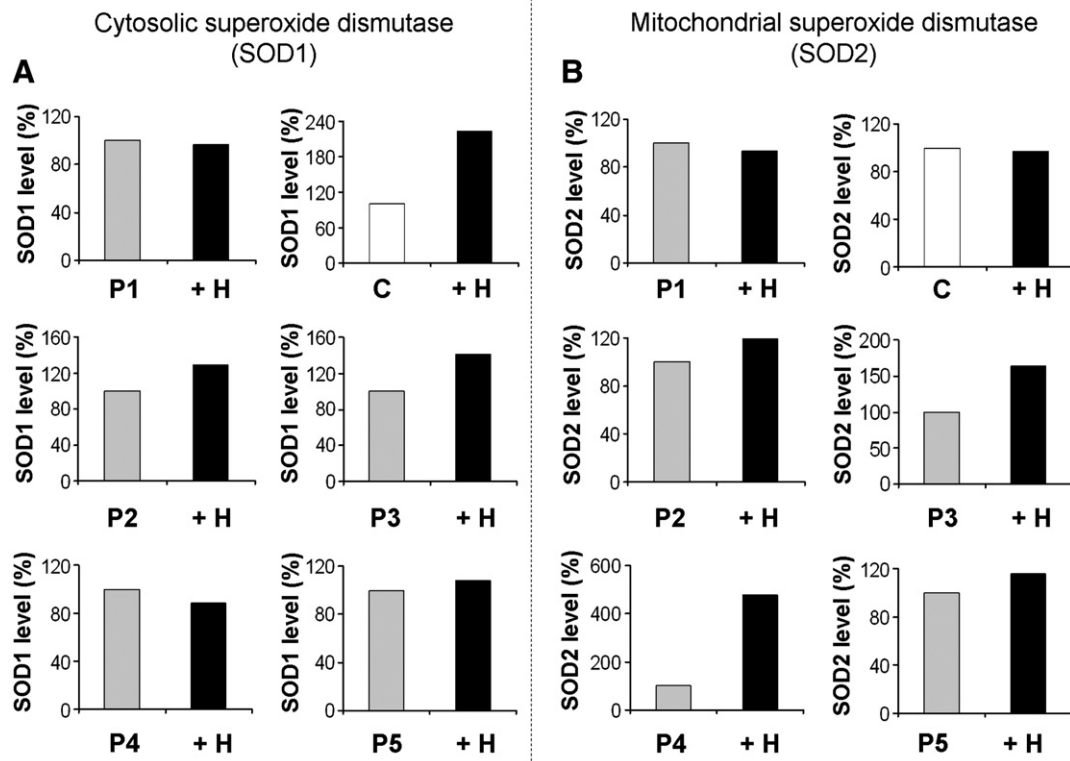 Cytosolic superoxide dismutase
(SOD1)
Mitochondrial superoxide dismutase
(SOD2)
A
SOD1 level (%)
120
80
40
0
P1 + H
SOD1 level (%)
240
180
120
60
0
C + H
SOD1 level (%)
160
120
80
40
0
P2 + H
SOD1 level (%)
160
120
80
40
0
P3 + H
SOD1 level (%)
120
80
40
0
P4 + H
SOD1 level (%)
120
80
40
0
P5 + H
B
SOD2 level (%)
120
80
40
0
P1 + H
SOD2 level (%)
120
80
40
0
C + H
SOD2 level (%)
120
80
40
0
P2 + H
SOD2 level (%)
200
150
100
50
0
P3 + H
SOD2 level (%)
600
400
200
0
P4 + H
SOD2 level (%)
120
80
40
0
P5 + H